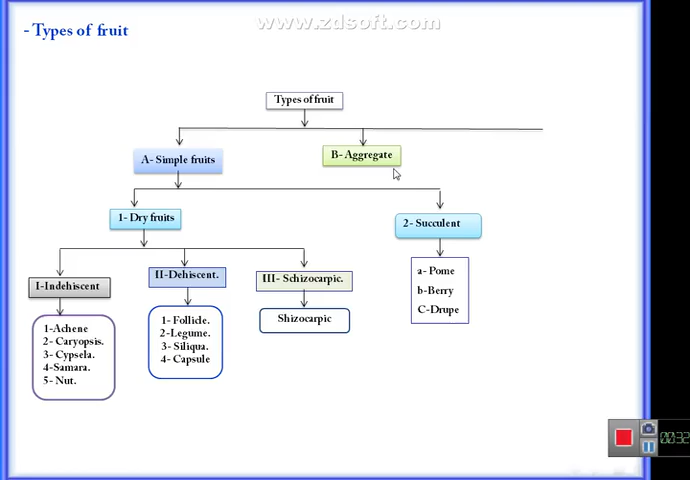 www.zdsoft.com
- Types of fruit
Types of fruit
A- Simple fruits
B- Aggregate
1- Dry fruits
2- Succulent
I-Indehiscent
II-Dehiscent.
III- Schizocarpic.
a- Pome
b-Berry
C-Drupe
1-Achene
2- Caryopsis.
3- Cypsela.
4-Samara.
5- Nut.
1- Follicle.
2-Legume.
3- Siliqua.
4- Capsule
Shizocarpic